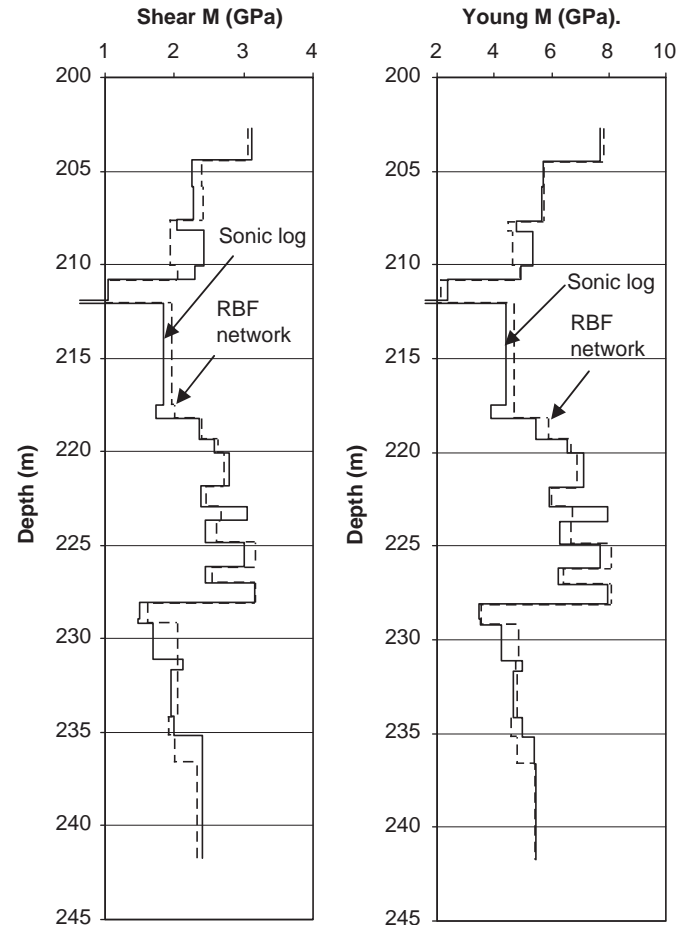 Shear M (GPa)
1 2 3 4
200
205
210
215
220
225
230
235
240
245
Depth (m)
Sonic log
RBF
network
Young M (GPa).
2 4 6 8 10
200
205
210
215
220
225
230
235
240
245
Depth (m)
Sonic log
RBF
network